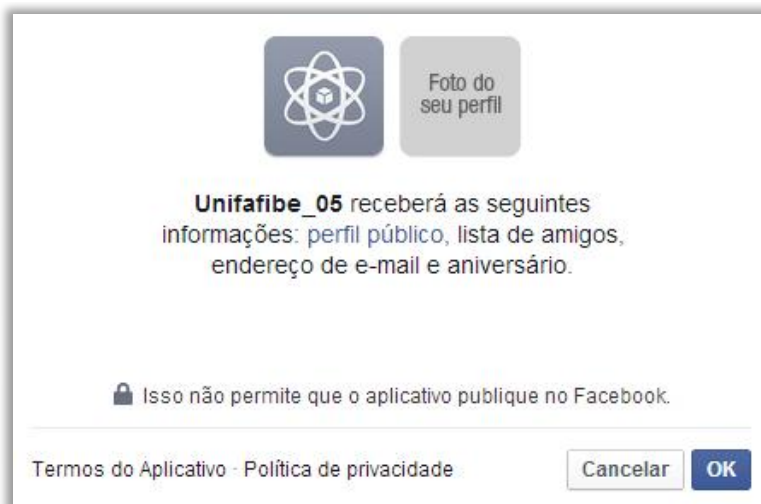 Foto do
seu perfil
Unifafibe_05 receberá as seguintes
informações: perfil público, lista de amigos,
endereço de e-mail e aniversário.
Isso não permite que o aplicativo publique no Facebook.
Termos do Aplicativo · Política de privacidade
Cancelar
OK